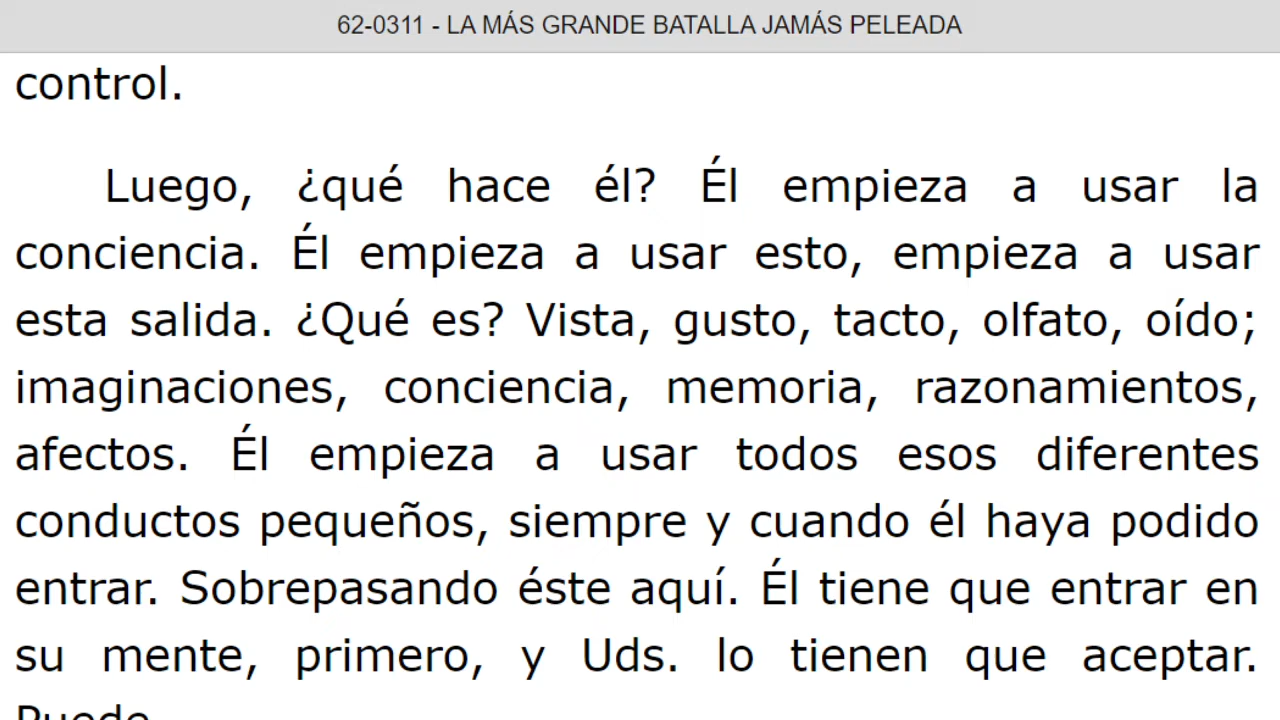 62-0311 - LA MÁS GRANDE BATALLA JAMÁS PELEADA
control.
Luego, ¿qué hace él? Él empieza a usar la
conciencia. Él empieza a usar esto, empieza a usar
esta salida. ¿Qué es? Vista, gusto, tacto, olfato, oído;
imaginaciones, conciencia, memoria, razonamientos,
afectos. Él empieza a usar todos esos diferentes
conductos pequeños, siempre y cuando él haya podido
entrar. Sobrepasando éste aquí. Él tiene que entrar en
su mente, primero, y Uds. lo tienen que aceptar.
Puede